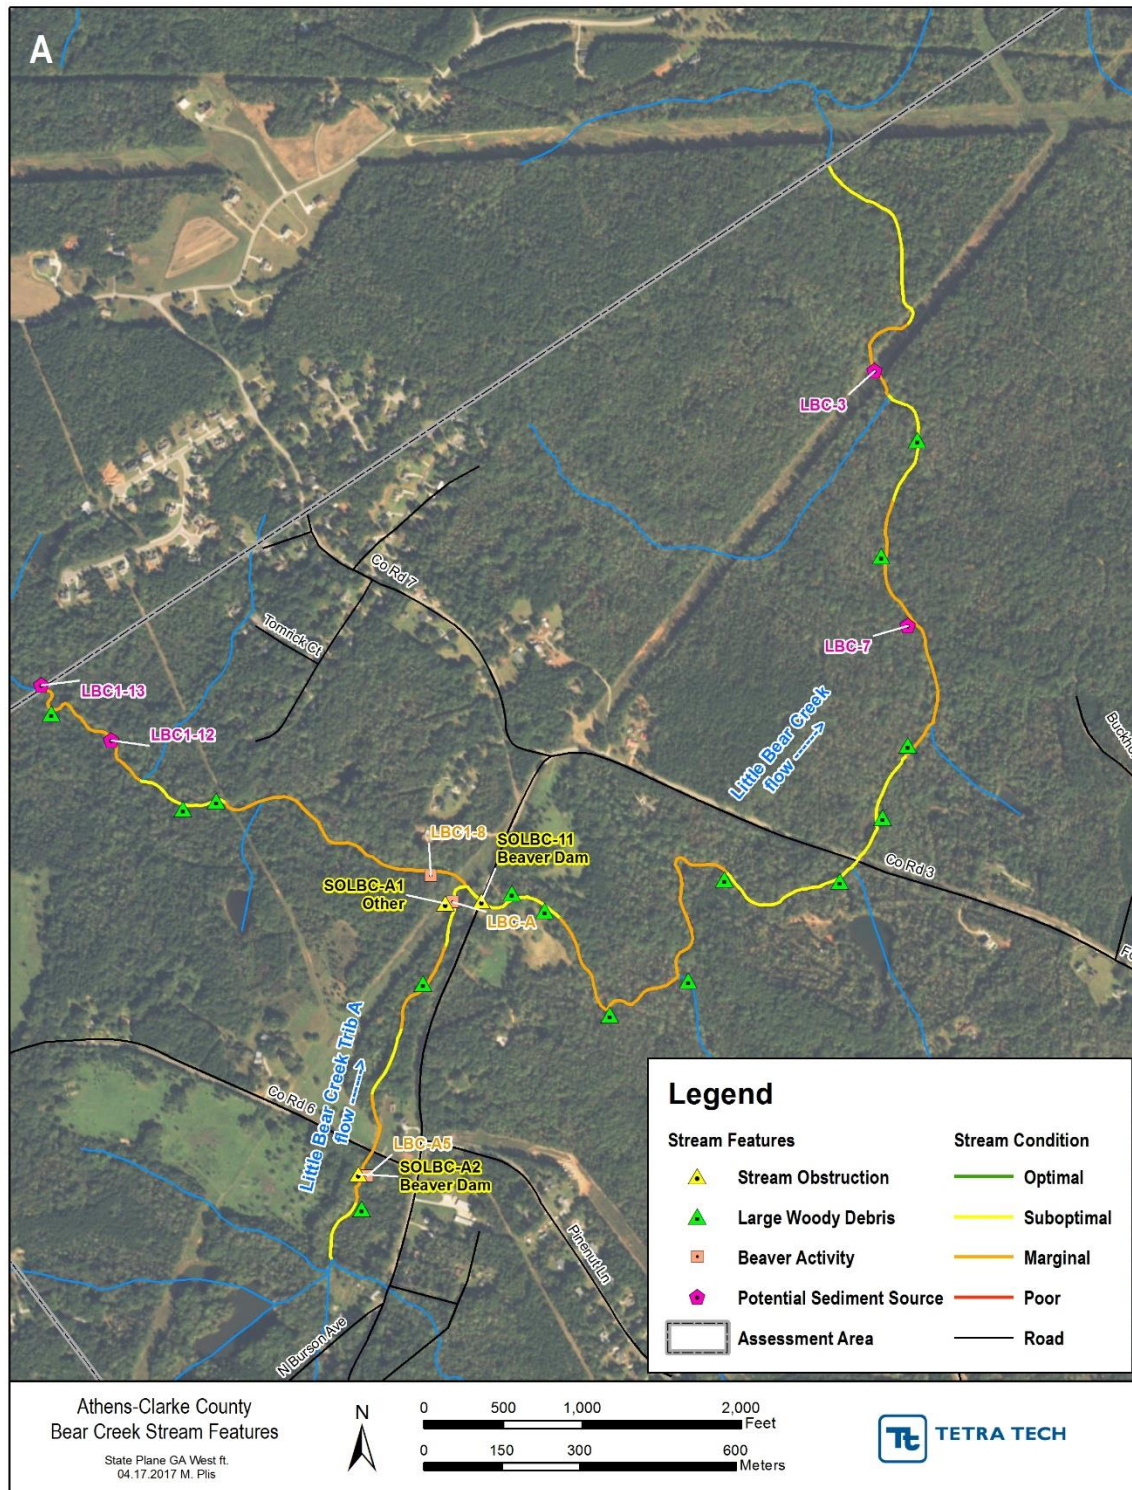 A
LBC-3
Co Rd 7
Tomrick Ct
LBC-7
LBC1-13
LBC1-12
Little Bear Creek
flow ----->
LBC1-8
SOLBC-11
Beaver Dam
SOLBC-A1
Other
LBC-A
Co Rd 3
Little Bear Creek Trib A
flow ----->
Co Rd 6
LBC-A5
SOLBC-A2
Beaver Dam
Pinenut Ln
N Burson Ave
Legend
Stream Features
Stream Condition
Stream Obstruction
Optimal
Large Woody Debris
Suboptimal
Beaver Activity
Marginal
Potential Sediment Source
Poor
Assessment Area
Road
Athens-Clarke County
Bear Creek Stream Features
State Plane GA West ft.
04.17.2017 M. Plis
N
0 500 1,000 2,000
Feet
0 150 300 600
Meters
Tt TETRA TECH